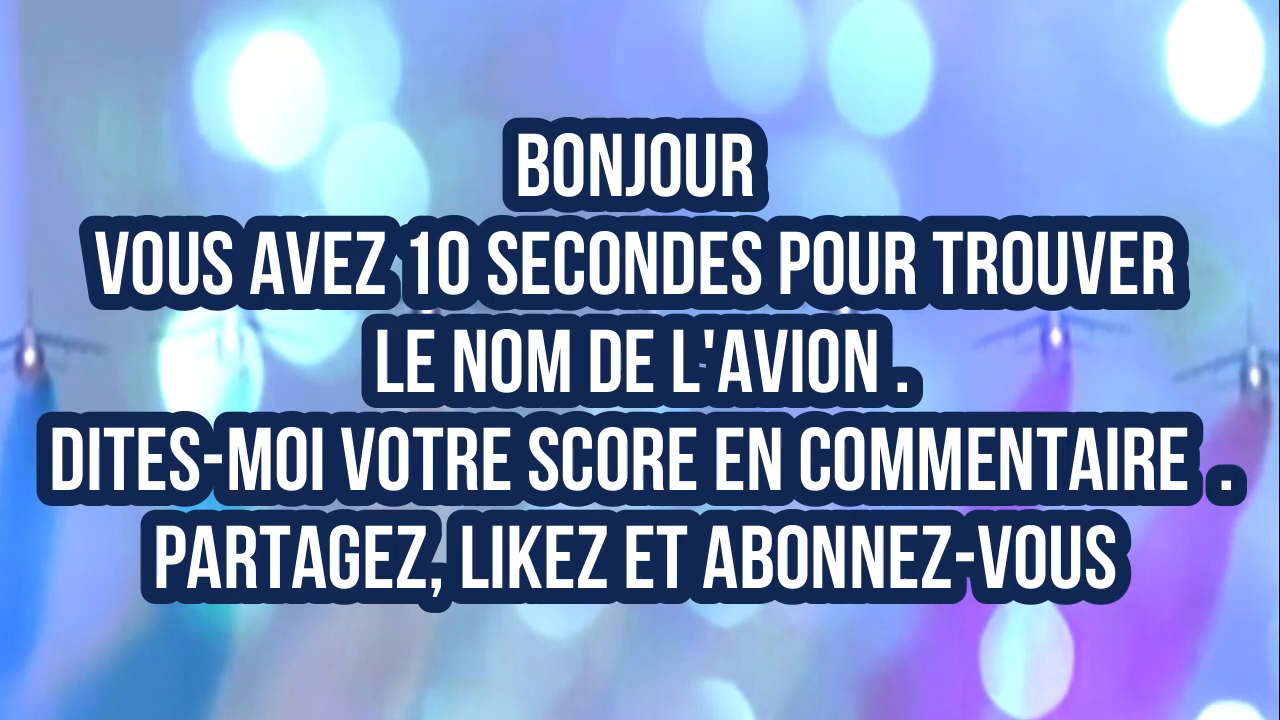 BONJOUR
VOUS AVEZ 10 SECONDES POUR TROUVER
LE NOM DE L'AVION .
DITES-MOI VOTRE SCORE EN COMMENTAIRE .
PARTAGEZ, LIKEZ ET ABONNEZ-VOUS